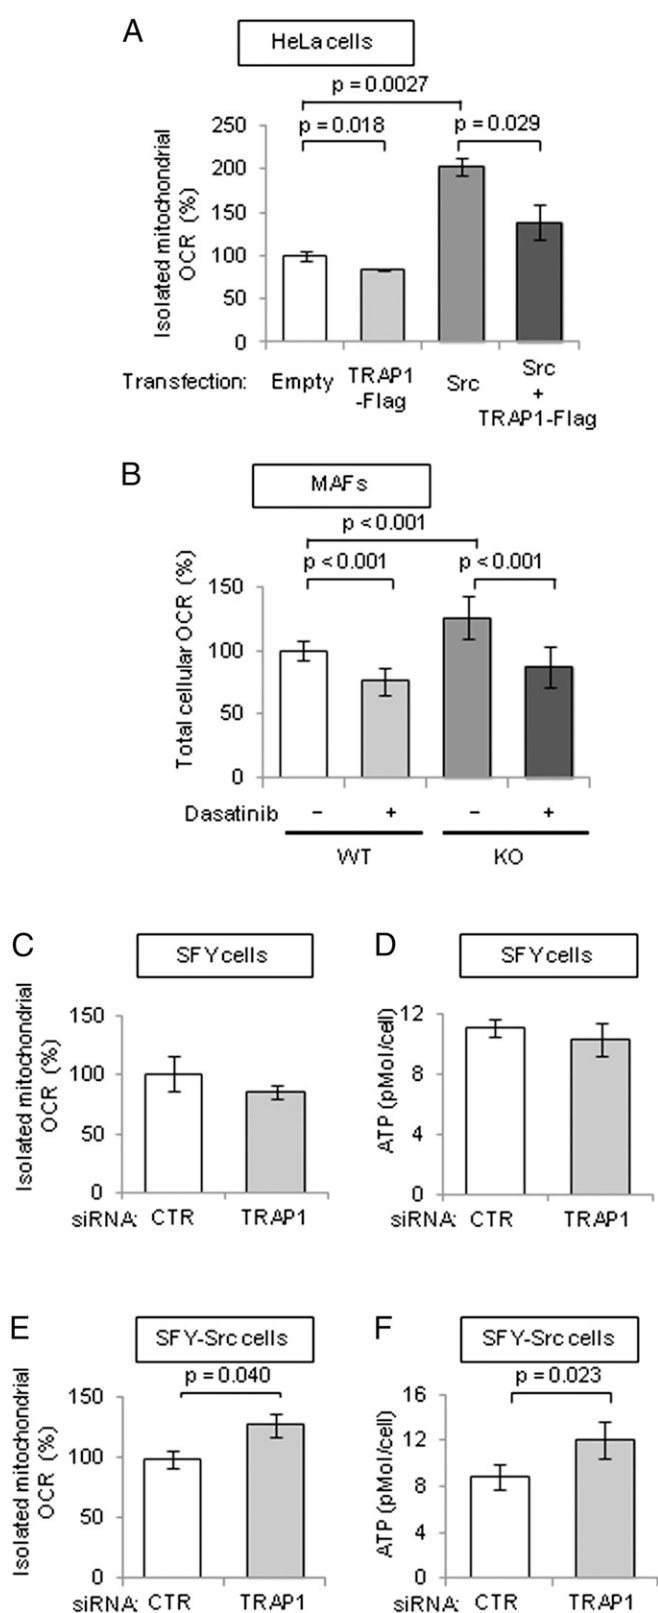 A
HeLa cells
p = 0.0027
p = 0.018
p = 0.029
Isolated mitochondrial
OCR (%)
250
200
150
100
50
0
Transfection:
Empty
TRAP1
-Flag
Src
Src
+
TRAP1-Flag
B
MAFs
p < 0.001
p < 0.001
p < 0.001
Total cellular OCR (%)
150
100
50
0
Dasatinib − + − +
WT KO
C
SFY cells
Isolated mitochondrial
OCR (%)
150
100
50
0
siRNA: CTR TRAP1
D
SFY cells
ATP (pMol/cell)
12
8
4
0
siRNA: CTR TRAP1
E
SFY-Src cells
p = 0.040
Isolated mitochondrial
OCR (%)
150
100
50
0
siRNA: CTR TRAP1
F
SFY-Src cells
p = 0.023
ATP (pMol/cell)
16
12
8
4
0
siRNA: CTR TRAP1